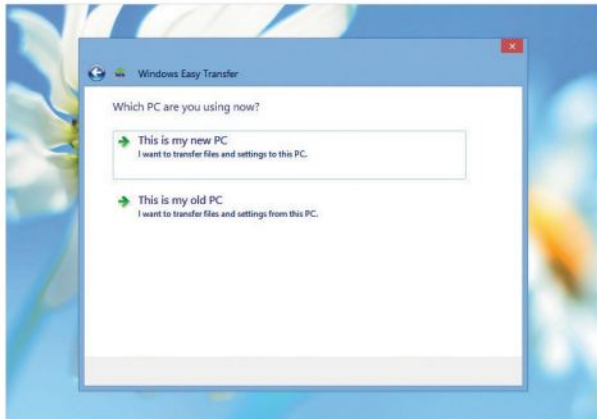 Windows Easy Transfer
Which PC are you using now?
This is my new PC
I want to transfer files and settings to this PC.
This is my old PC
I want to transfer files and settings from this PC.